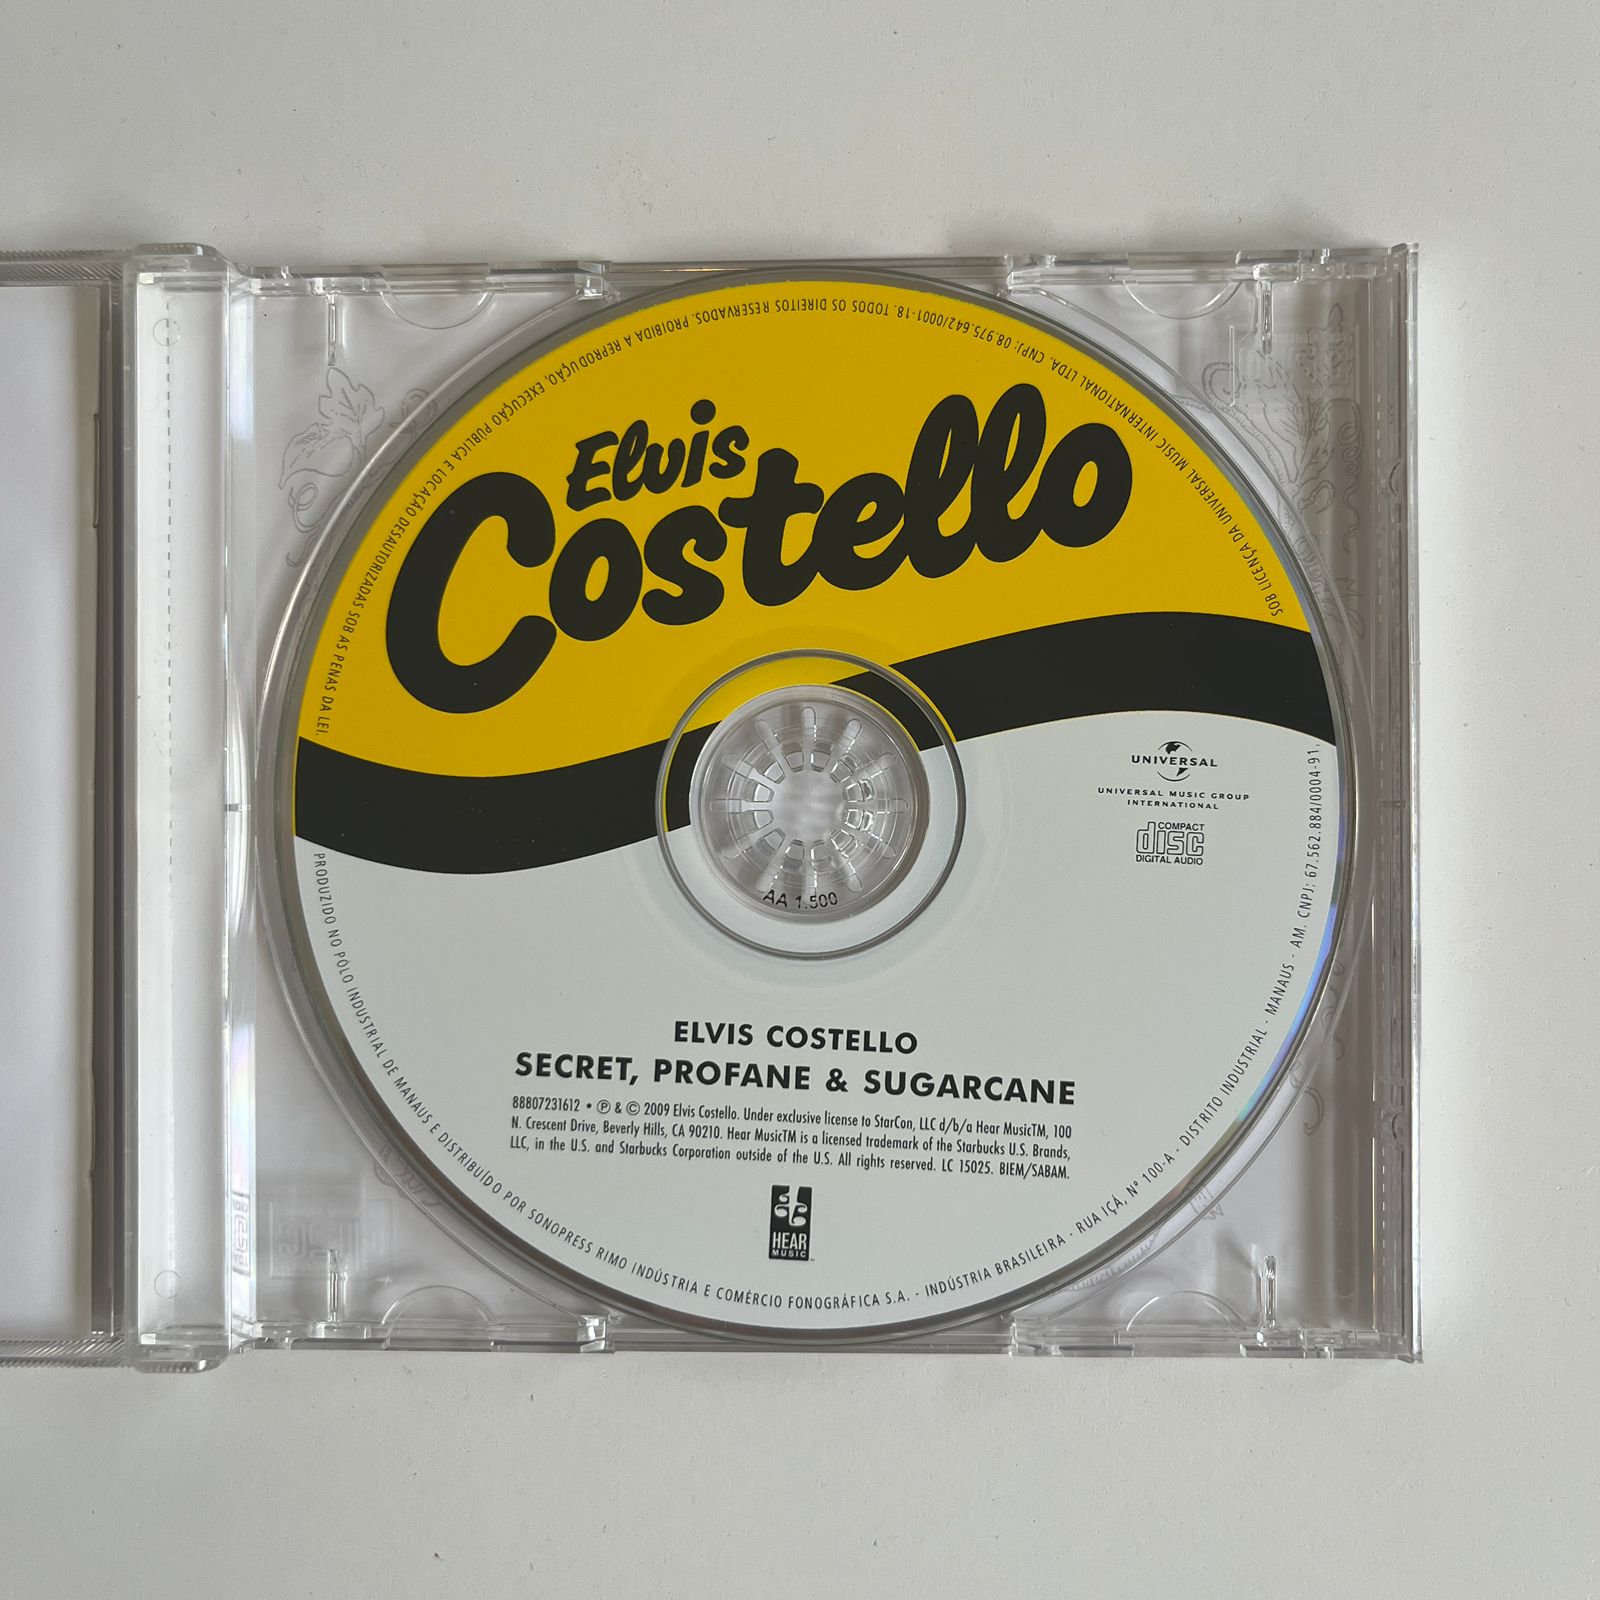 Elvis
Costello
UNIVERSAL
UNIVERSAL MUSIC GROUP
INTERNATIONAL
COMPACT
disc
DIGITAL AUDIO
AA 1.500
ELVIS COSTELLO
SECRET, PROFANE & SUGARCANE
88807231612 • ℗ & © 2009 Elvis Costello. Under exclusive license to StarCon, LLC d/b/a Hear MusicTM, 100
N. Crescent Drive, Beverly Hills, CA 90210. Hear MusicTM is a licensed trademark of the Starbucks U.S. Brands,
LLC, in the U.S. and Starbucks Corporation outside of the U.S. All rights reserved. LC 15025. BIEM/SABAM.
HEAR
MUSIC
PRODUZIDO NO PÓLO INDUSTRIAL DE MANAUS E DISTRIBUÍDO POR SONOPRESS RIMO INDÚSTRIA E COMÉRCIO FONOGRÁFICA S.A. - INDÚSTRIA BRASILEIRA - RUA IÇÁ, Nº 100-A - DISTRITO INDUSTRIAL - MANAUS - AM. CNPJ: 67.562.884/0004-91.
SOB LICENÇA DA UNIVERSAL MUSIC INTERNATIONAL LTDA. CNPJ: 08.975.642/0001-18. TODOS OS DIREITOS RESERVADOS. PROIBIDA A REPRODUÇÃO, EXECUÇÃO PÚBLICA E LOCAÇÃO DESAUTORIZADAS SOB AS PENAS DA LEI.